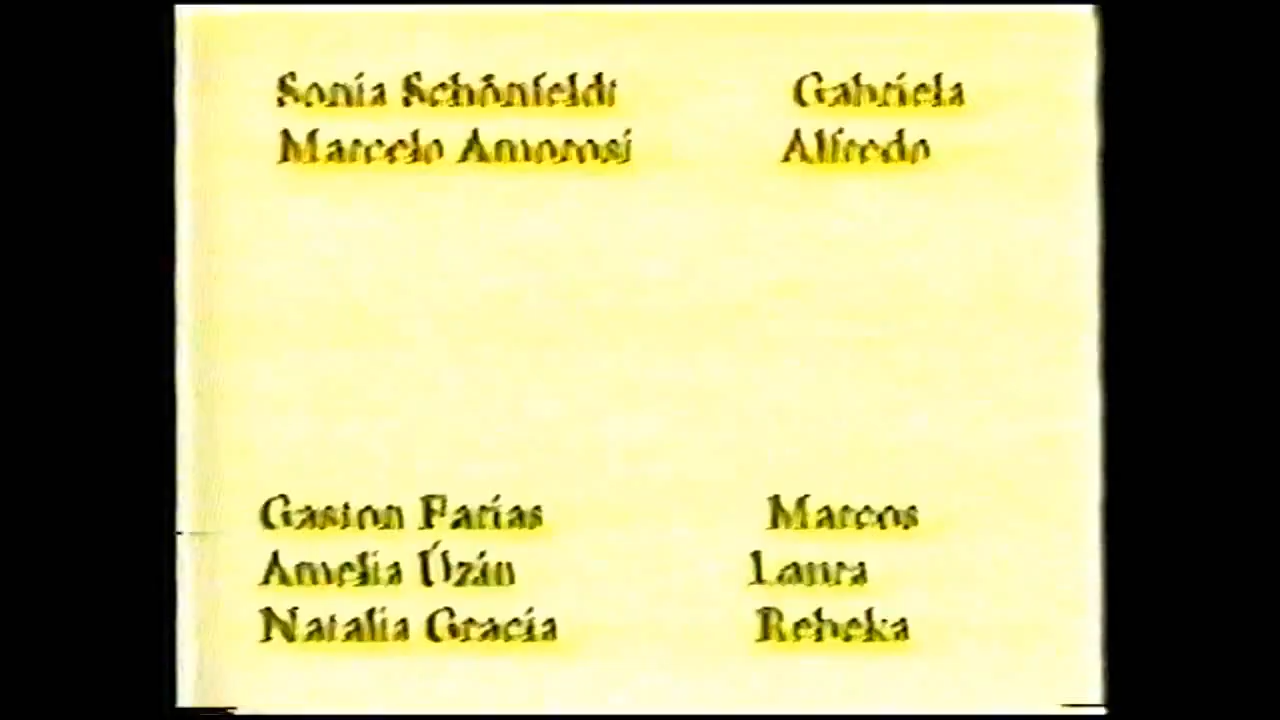 Sonia Schönfeldt Gabriela
Marcelo Amorosi Alfredo
Gaston Farias Marcos
Amelia Úzán Laura
Natalia Gracia Rebeka